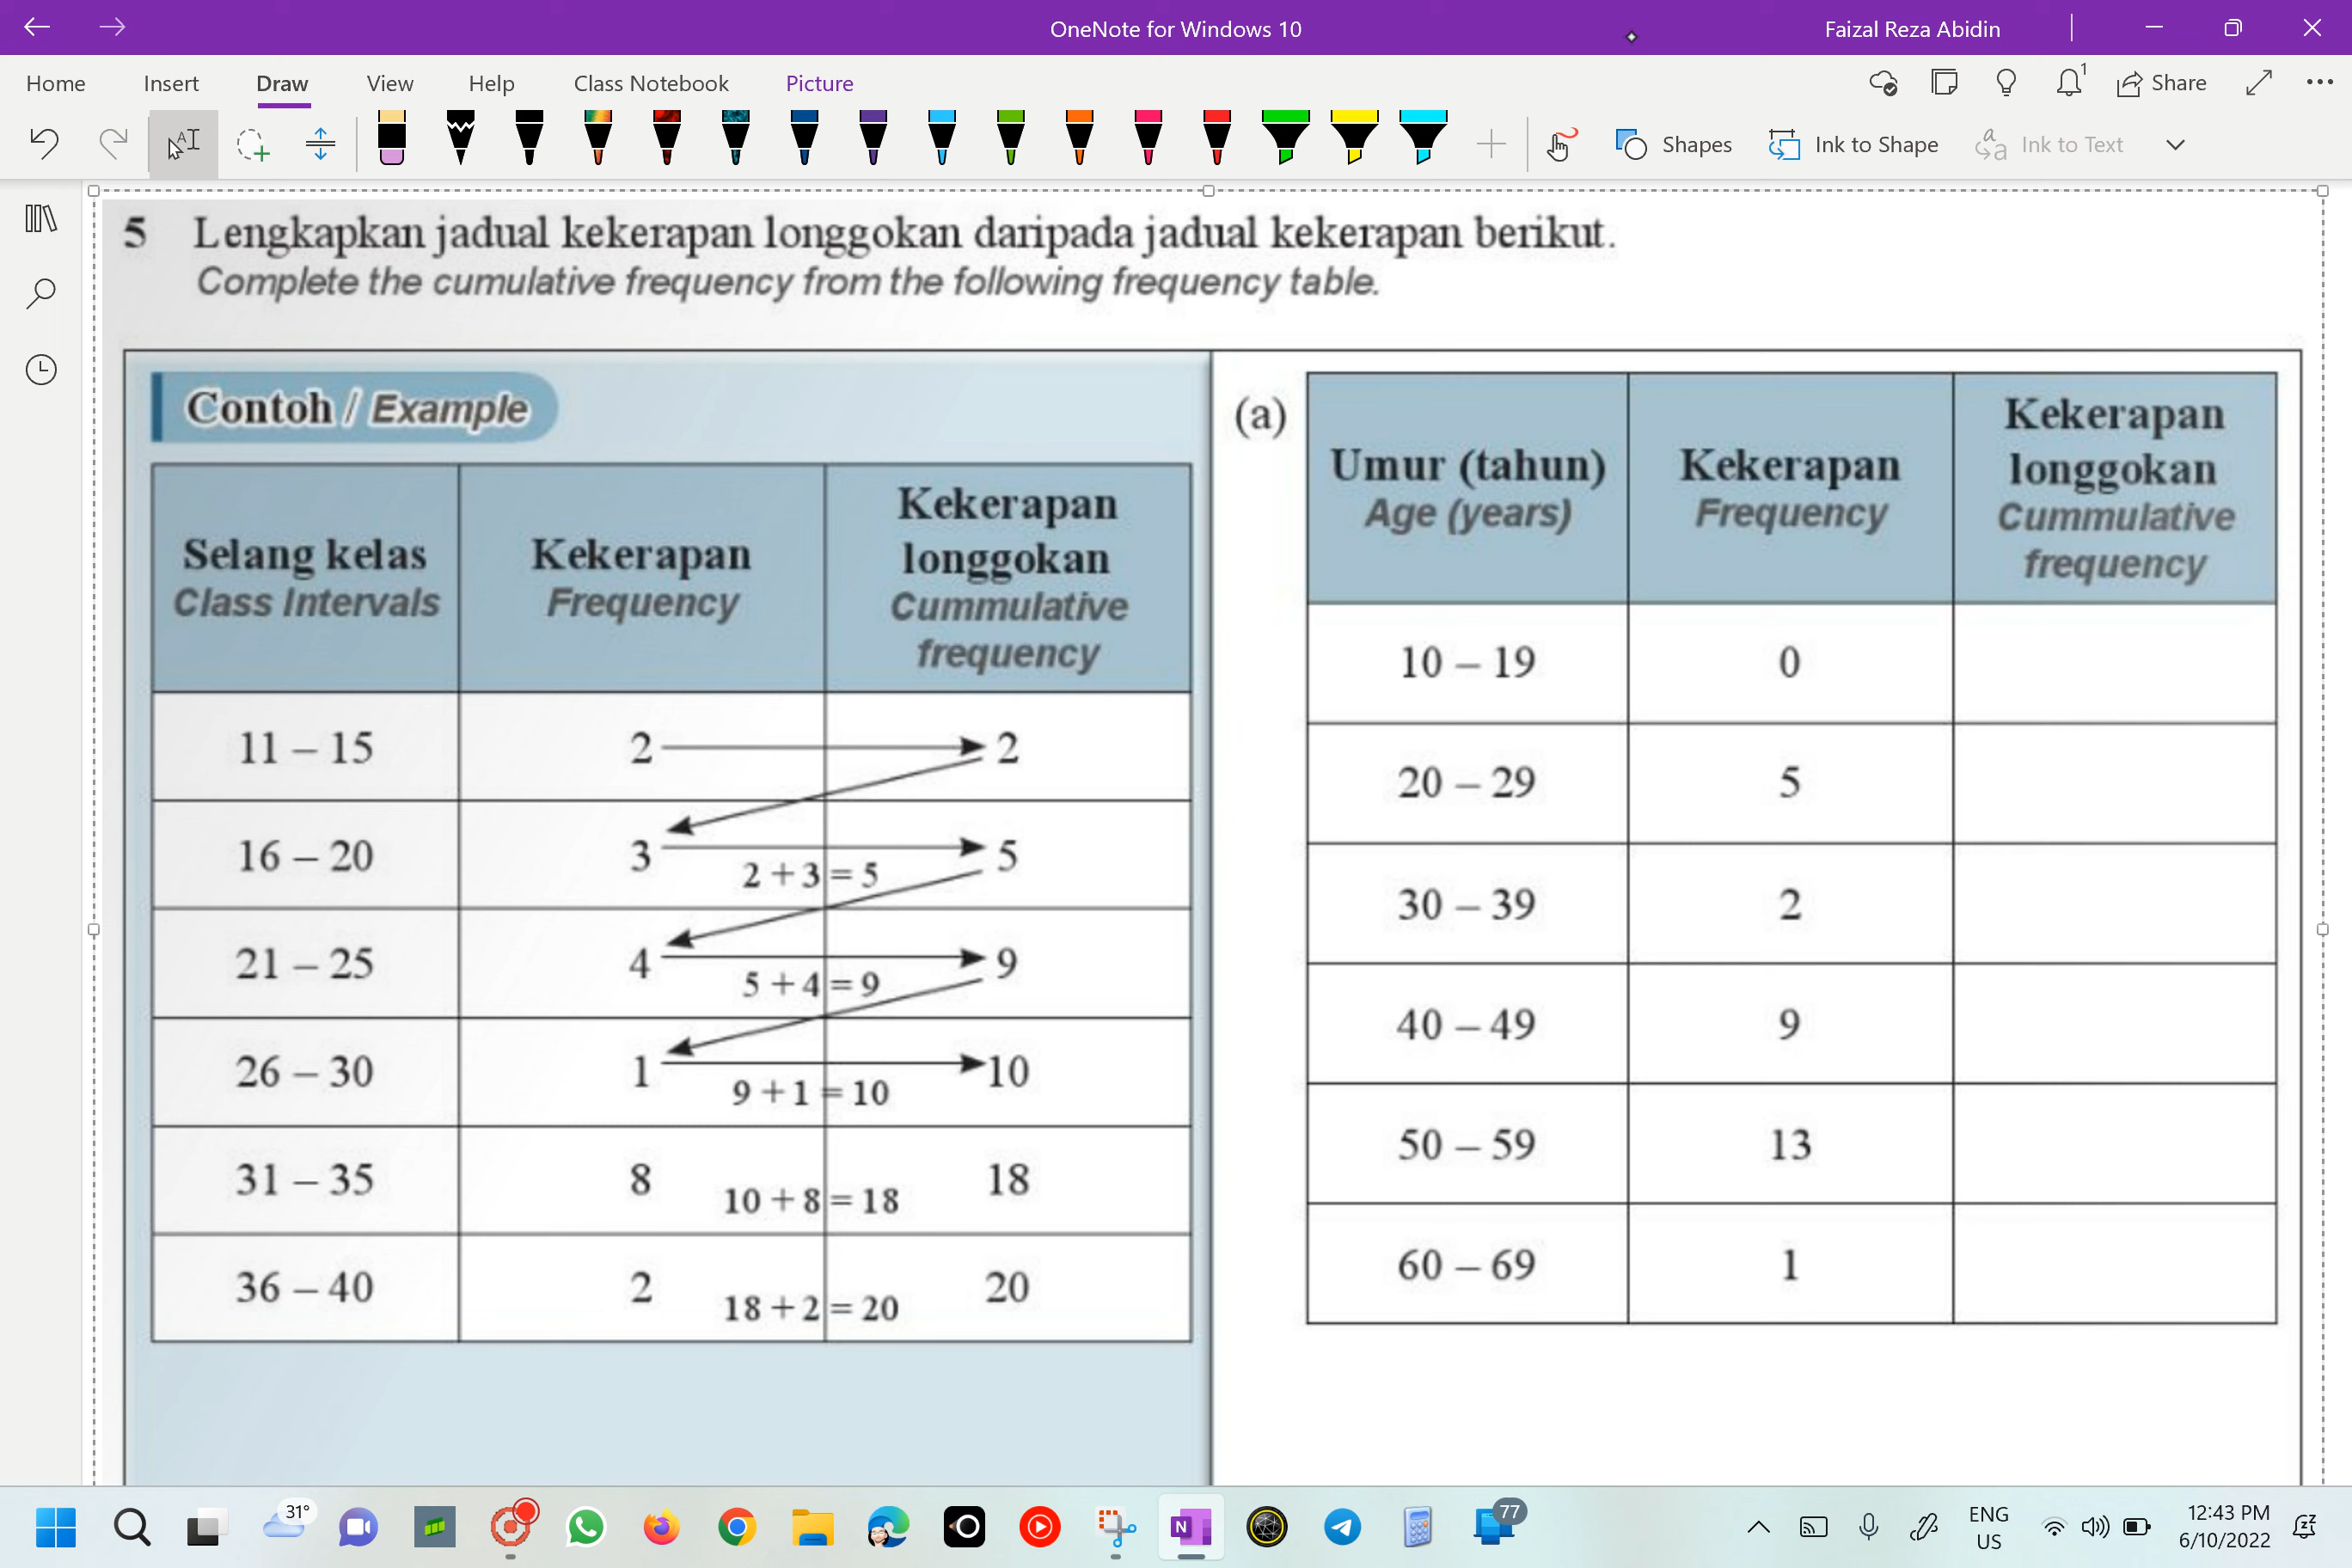 OneNote for Windows 10
Faizal Reza Abidin
Home Insert Draw View Help Class Notebook Picture
1
Share
Shapes
Ink to Shape
Ink to Text
5 Lengkapkan jadual kekerapan longgokan daripada jadual kekerapan berikut.
Complete the cumulative frequency from the following frequency table.
Contoh / Example
Selang kelas
Class Intervals
Kekerapan
Frequency
Kekerapan
longgokan
Cummulative
frequency
11 – 15 2 2
16 – 20 3 5
2 + 3 = 5
21 – 25 4 9
5 + 4 = 9
26 – 30 1 10
9 + 1 = 10
31 – 35 8 18
10 + 8 = 18
36 – 40 2 20
18 + 2 = 20
(a)
Umur (tahun)
Age (years)
Kekerapan
Frequency
Kekerapan
longgokan
Cummulative
frequency
10 – 19 0
20 – 29 5
30 – 39 2
40 – 49 9
50 – 59 13
60 – 69 1
31°
N
77
ENG
US
12:43 PM
6/10/2022